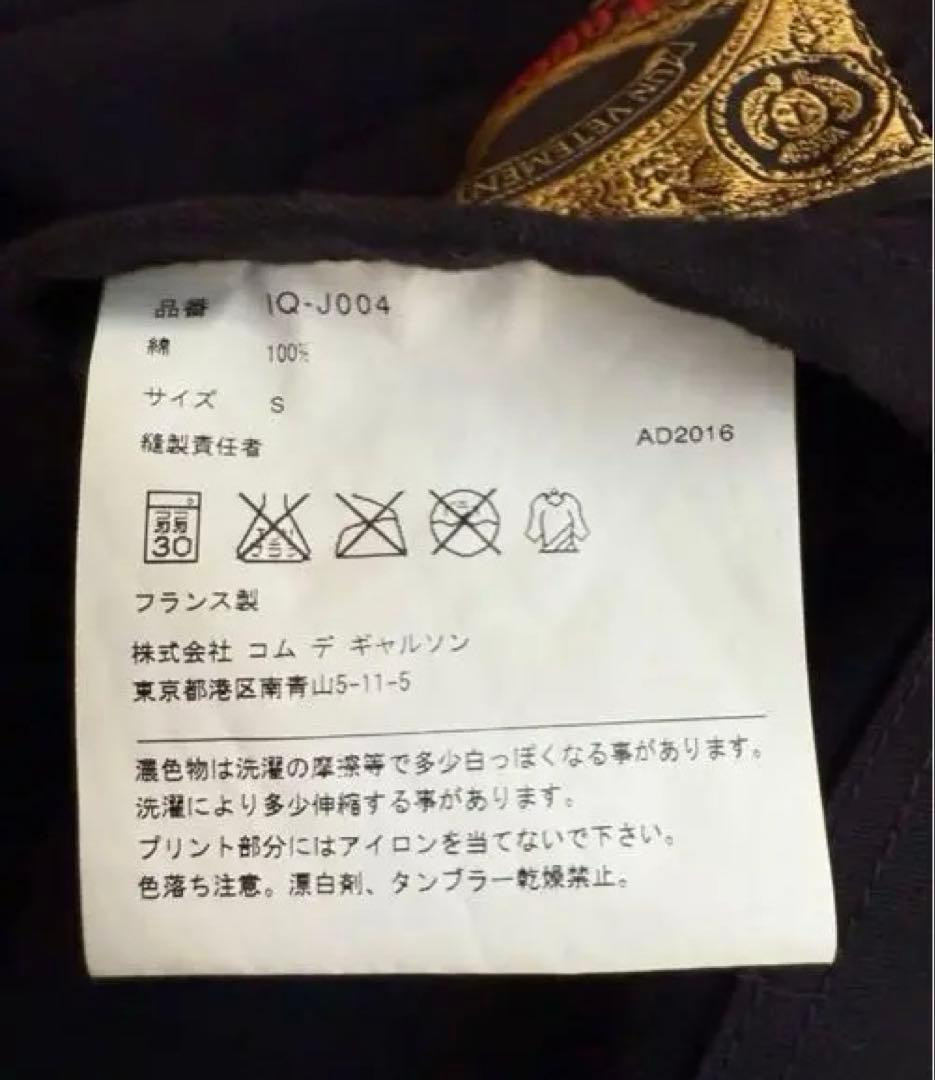 UN VETEMEN
品番 IQ-J004
綿 100%
サイズ S
縫製責任者 AD2016
弱
30
フランス製
株式会社 コム デ ギャルソン
東京都港区南青山5-11-5
濃色物は洗濯の摩擦等で多少白っぽくなる事があります。
洗濯により多少伸縮する事があります。
プリント部分にはアイロンを当てないで下さい。
色落ち注意。漂白剤、タンブラー乾燥禁止。